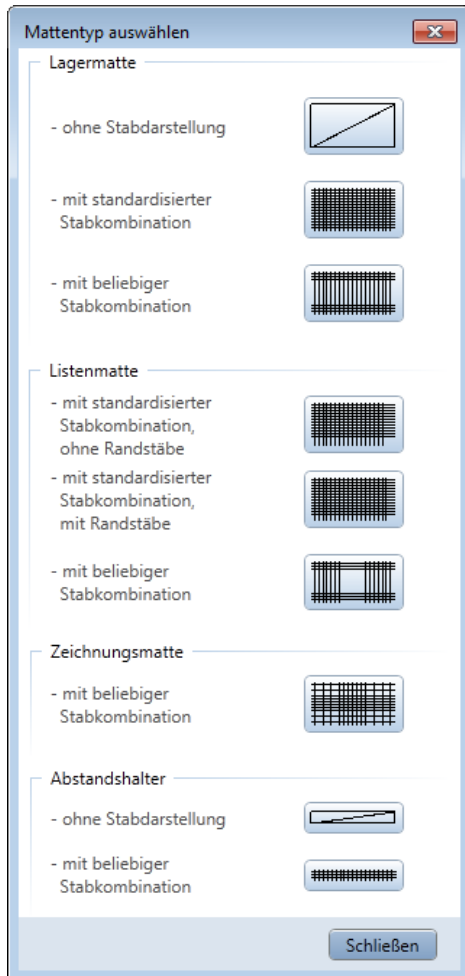 Mattentyp auswählen
Lagermatte
- ohne Stabdarstellung
- mit standardisierter
Stabkombination
- mit beliebiger
Stabkombination
Listenmatte
- mit standardisierter
Stabkombination,
ohne Randstäbe
- mit standardisierter
Stabkombination,
mit Randstäbe
- mit beliebiger
Stabkombination
Zeichnungsmatte
- mit beliebiger
Stabkombination
Abstandshalter
- ohne Stabdarstellung
- mit beliebiger
Stabkombination
Schließen